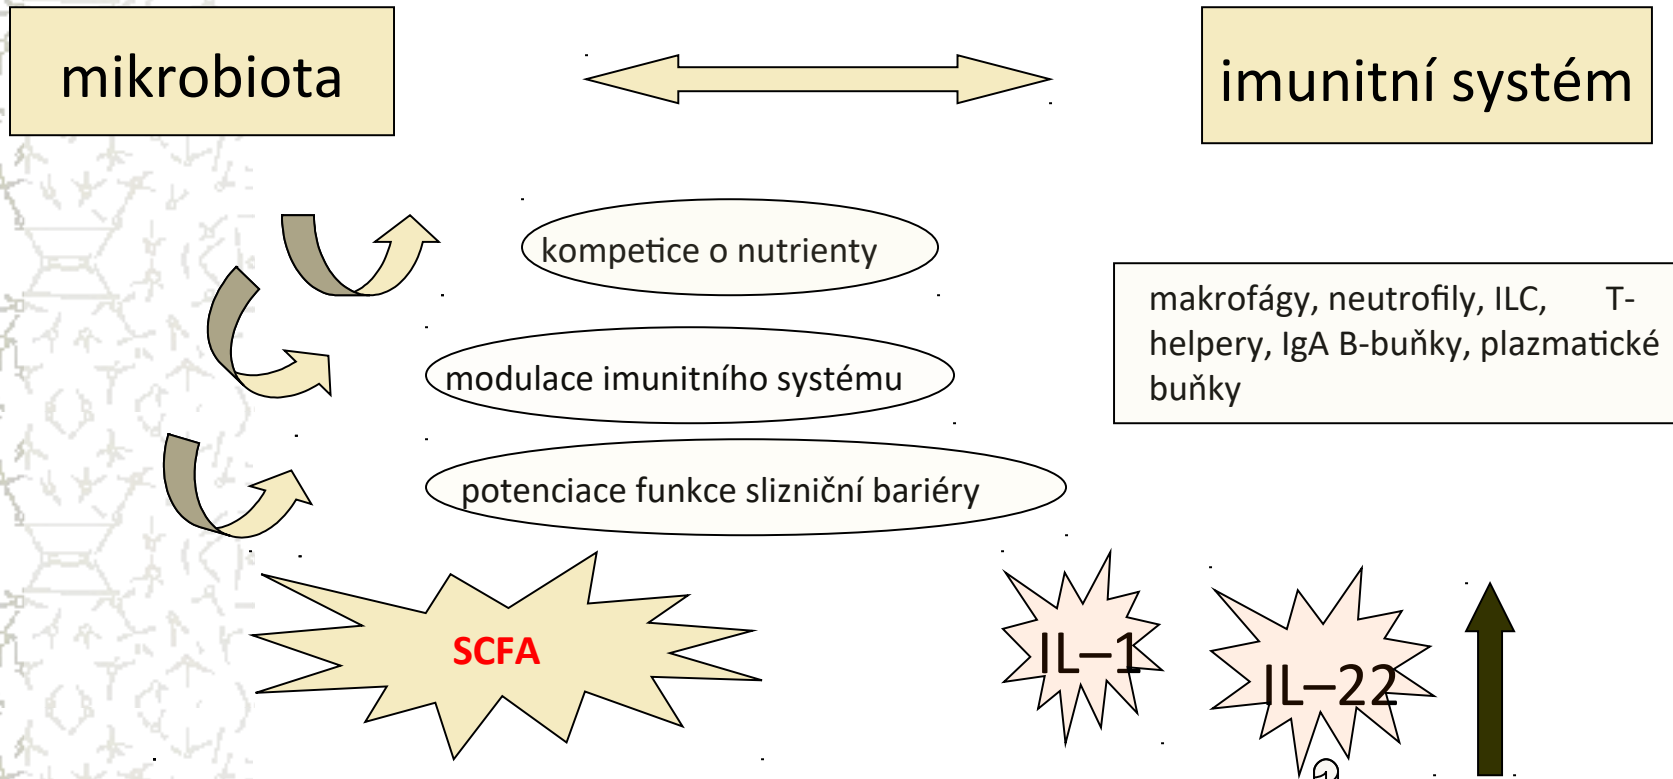 mikrobiota
imunitní systém
kompetice o nutrienty
modulace imunitního systému
potenciace funkce slizniční bariéry
makrofágy, neutrofily, ILC, T-
helpery, IgA B-buňky, plazmatické
buňky
SCFA
IL–1
IL–22